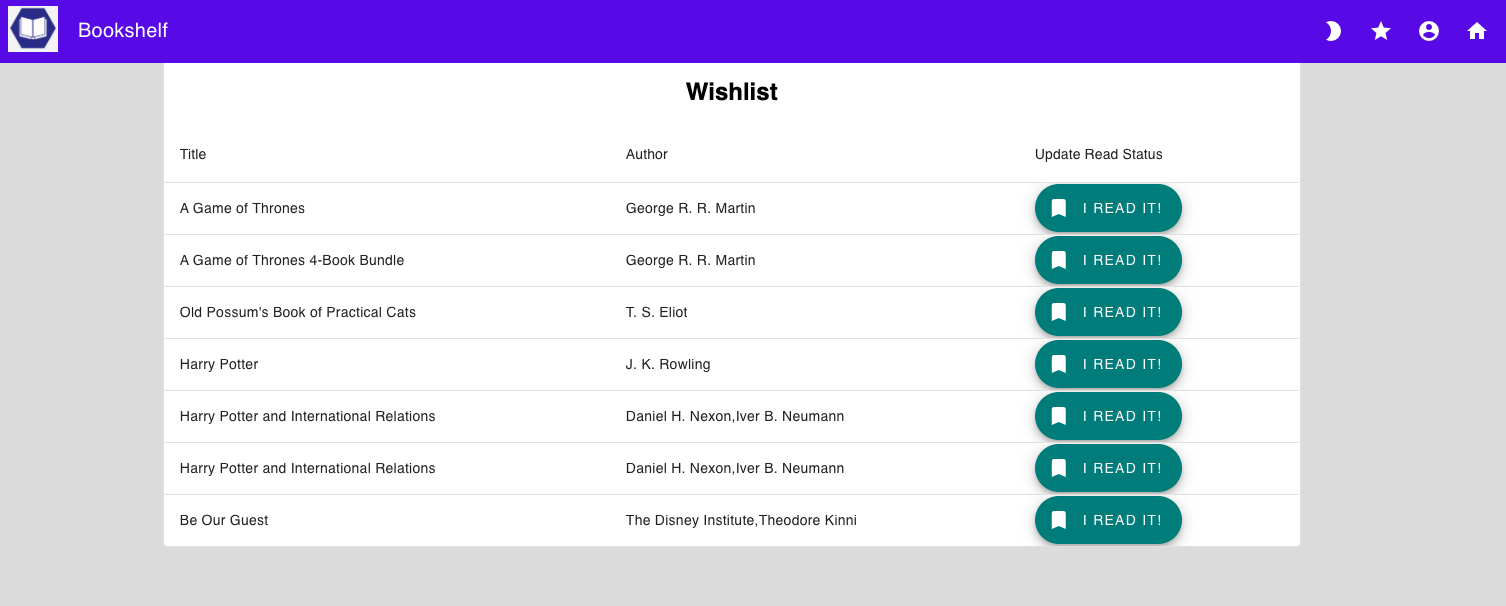 Bookshelf
Wishlist
Title Author Update Read Status
A Game of Thrones George R. R. Martin I READ IT!
A Game of Thrones 4-Book Bundle George R. R. Martin I READ IT!
Old Possum's Book of Practical Cats T. S. Eliot I READ IT!
Harry Potter J. K. Rowling I READ IT!
Harry Potter and International Relations Daniel H. Nexon,Iver B. Neumann I READ IT!
Harry Potter and International Relations Daniel H. Nexon,Iver B. Neumann I READ IT!
Be Our Guest The Disney Institute,Theodore Kinni I READ IT!